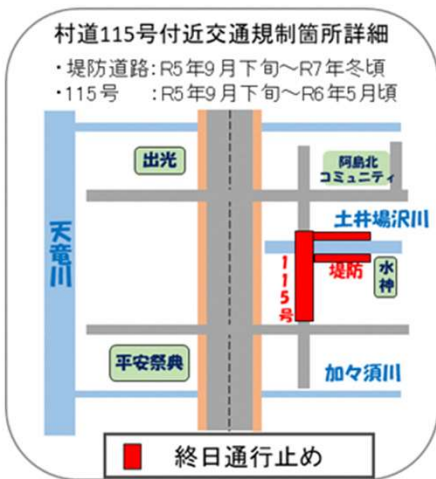 村道115号付近交通規制箇所詳細
・堤防道路：R5年9月下旬～R7年冬頃
・115号　：R5年9月下旬～R6年5月頃
出光
阿島北
コミュニティ
土井場沢川
天竜川
115号
堤防
水神
平安祭典
加々須川
終日通行止め